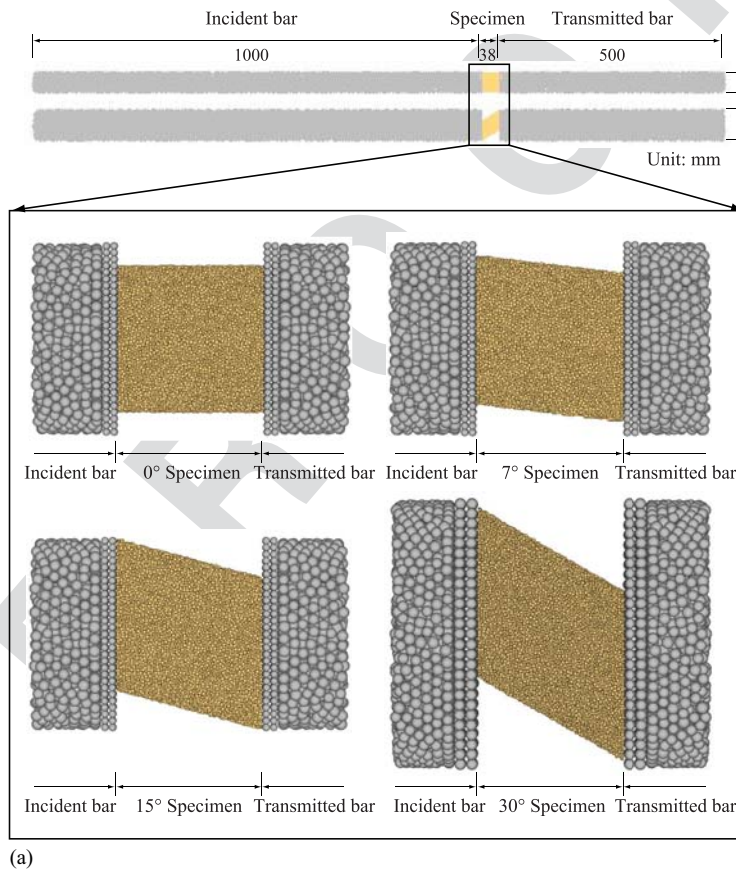 Incident bar Specimen Transmitted bar
1000 38 500
Unit: mm
Incident bar 0° Specimen Transmitted bar Incident bar 7° Specimen Transmitted bar
Incident bar 15° Specimen Transmitted bar Incident bar 30° Specimen Transmitted bar
(a)